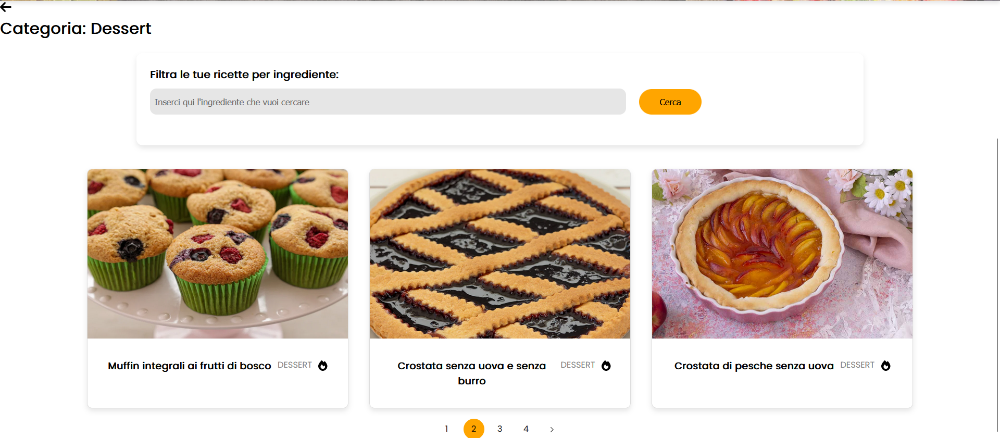 Categoria: Dessert
Filtra le tue ricette per ingrediente:
Inserci qui l'ingrediente che vuoi cercare
Cerca
Muffin integrali ai frutti di bosco DESSERT
Crostata senza uova e senza burro DESSERT
Crostata di pesche senza uova DESSERT
1 2 3 4